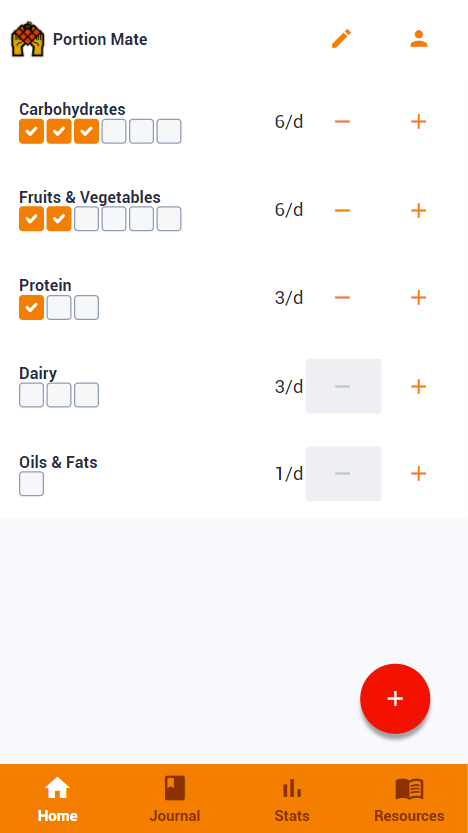 Portion Mate
Carbohydrates
6/d
Fruits & Vegetables
6/d
Protein
3/d
Dairy
3/d
Oils & Fats
1/d
Home Journal Stats Resources